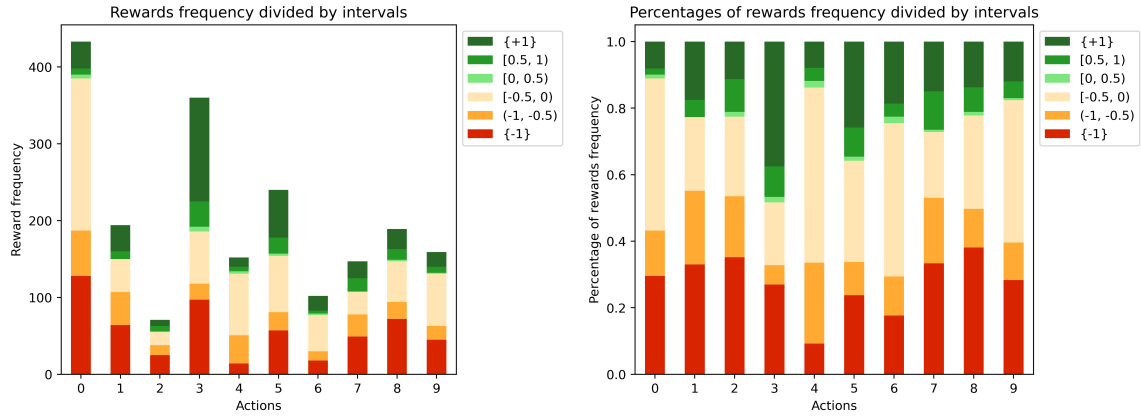 Rewards frequency divided by intervals
Reward frequency
400
300
200
100
0
0 1 2 3 4 5 6 7 8 9
Actions
{+1}
[0.5, 1)
[0, 0.5)
[-0.5, 0)
(-1, -0.5)
{-1}
Percentages of rewards frequency divided by intervals
Percentage of rewards frequency
1.0
0.8
0.6
0.4
0.2
0.0
0 1 2 3 4 5 6 7 8 9
Actions
{+1}
[0.5, 1)
[0, 0.5)
[-0.5, 0)
(-1, -0.5)
{-1}